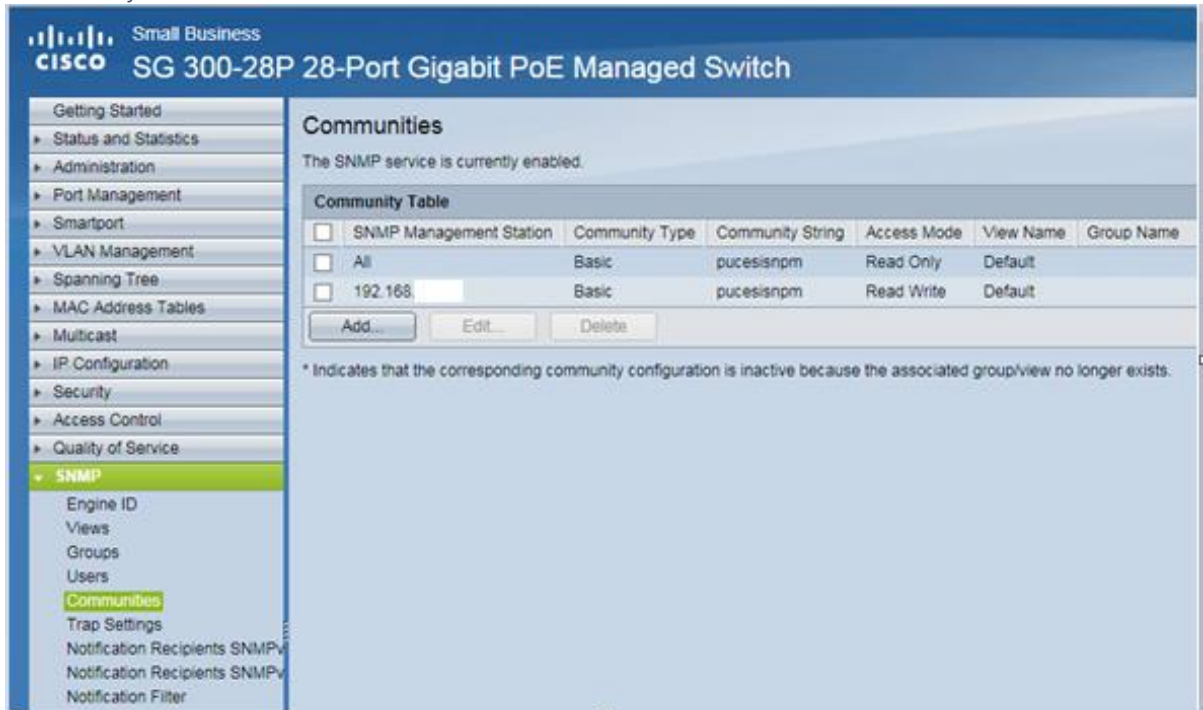 Small Business
CISCO SG 300-28P 28-Port Gigabit PoE Managed Switch
Getting Started
Status and Statistics
Administration
Port Management
Smartport
VLAN Management
Spanning Tree
MAC Address Tables
Multicast
IP Configuration
Security
Access Control
Quality of Service
SNMP
Engine ID
Views
Groups
Users
Communities
Trap Settings
Notification Recipients SNMPv
Notification Recipients SNMPv
Notification Filter
Communities
The SNMP service is currently enabled.
Community Table
SNMP Management Station Community Type Community String Access Mode View Name Group Name
All Basic pucesisnpm Read Only Default
192.168. Basic pucesisnpm Read Write Default
Add... Edit... Delete
* Indicates that the corresponding community configuration is inactive because the associated group/view no longer exists.